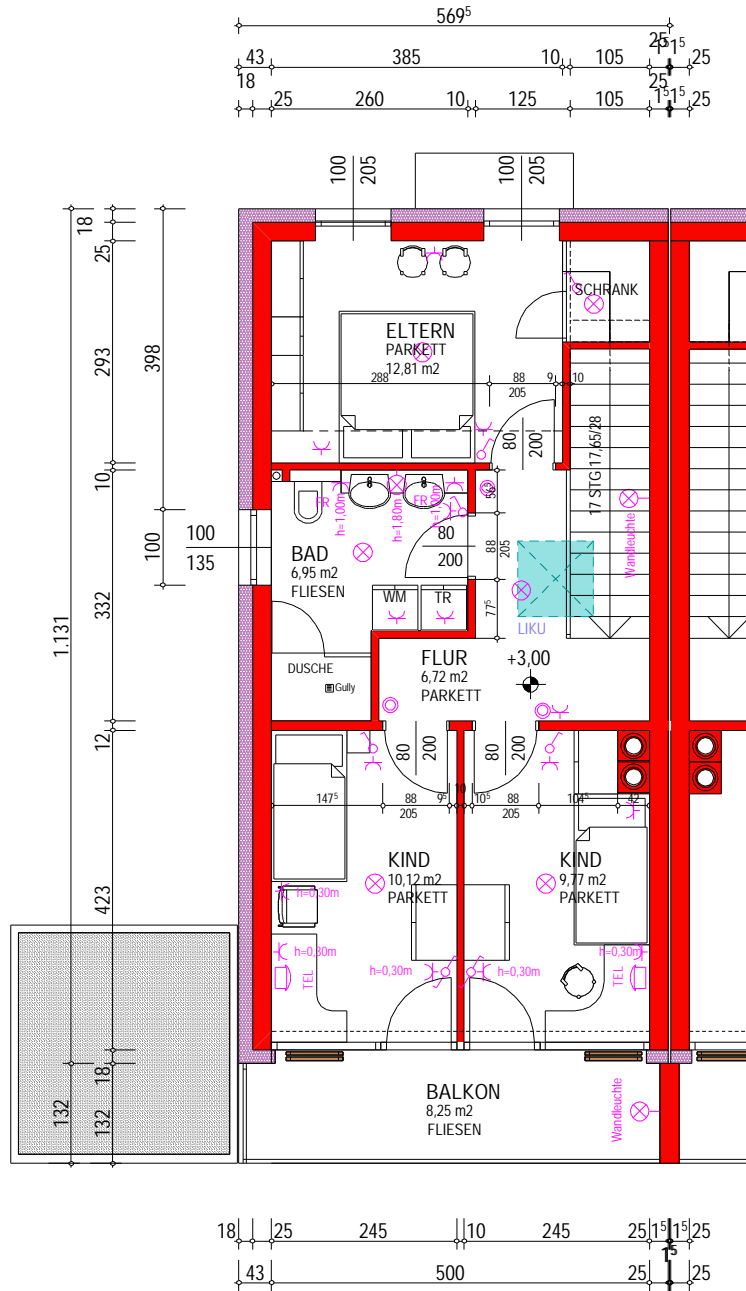 569⁵
43 385 10 105 25 1⁵ 1⁵ 25
18 25 260 10 125 105 25 1⁵ 1⁵ 25
100
205
100
205
18
25
293
398
10
100
332
1.131
12
423
18
132
132
100
135
SCHRANK
ELTERN
PARKETT
12,81 m2
288 88 9 10
205
80
200
17 STG 17,65/28
Wandleuchte
FR
h=1,00m
h=1,80m
FR
h=1,00m
80
200
88
205
77⁵
BAD
6,95 m2
FLIESEN
WM
TR
LIKU
DUSCHE
Gully
FLUR
6,72 m2
PARKETT
+3,00
80
200
80
200
147⁵ 88 9⁵ 10 10⁵ 88 104⁵ 42
205
205
KIND
10,12 m2
PARKETT
KIND
9,77 m2
PARKETT
h=0,30m
h=0,30m
TEL
h=0,30m
h=0,30m
h=0,30m
TEL
BALKON
8,25 m2
FLIESEN
Wandleuchte
18 25 245 10 245 25 1⁵ 1⁵ 25
1⁵
43 500 25 25